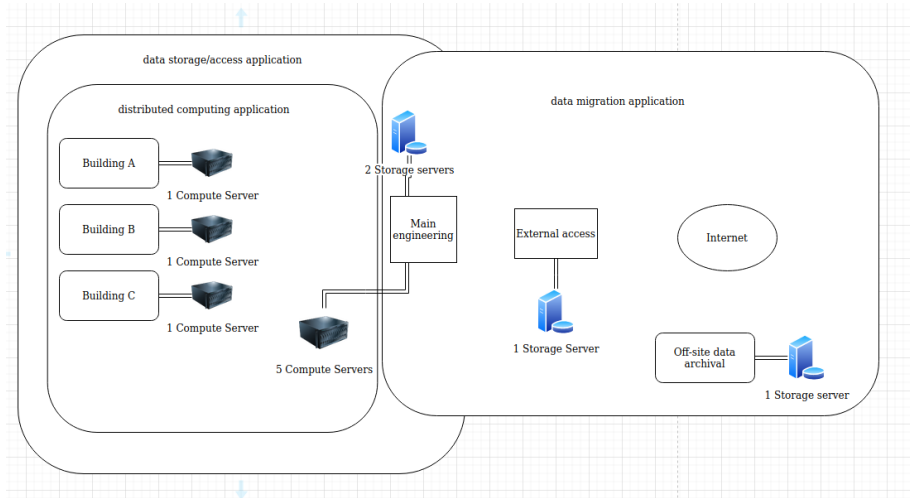 data storage/access application
data migration application
distributed computing application
Building A
1 Compute Server
Building B
1 Compute Server
Building C
1 Compute Server
5 Compute Servers
2 Storage servers
Main
engineering
External access
1 Storage Server
Internet
Off-site data
archival
1 Storage server